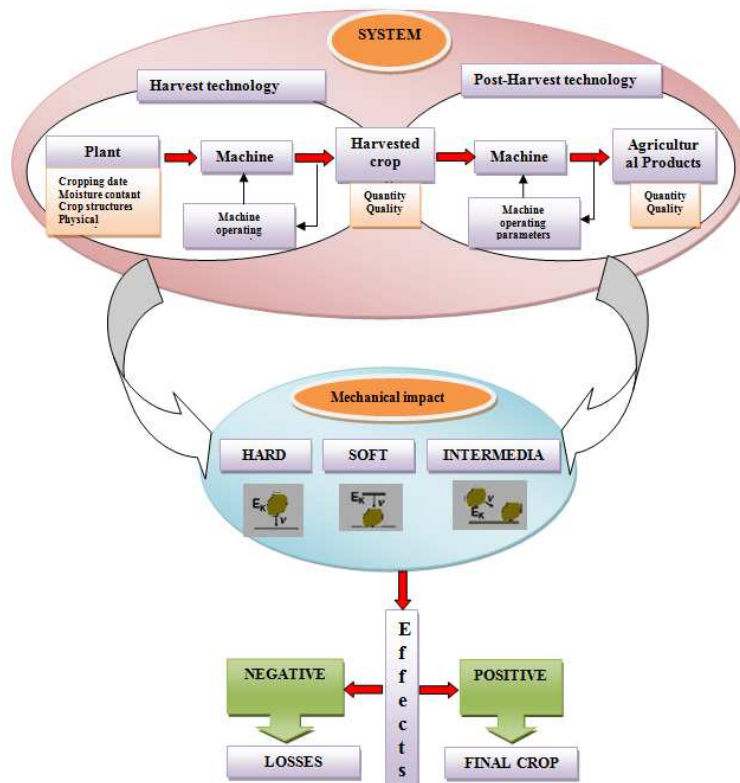 SYSTEM
Harvest technology
Post-Harvest technology
Plant
Cropping date
Moisture contant
Crop structures
Physical
Machine
Machine
operating
Harvested
crop
Quantity
Quality
Machine
Machine
operating
parameters
Agricultur
al Products
Quantity
Quality
Mechanical impact
HARD
SOFT
INTERMEDIA
EK
v
EK
v
EK
v
Effects
NEGATIVE
POSITIVE
LOSSES
FINAL CROP